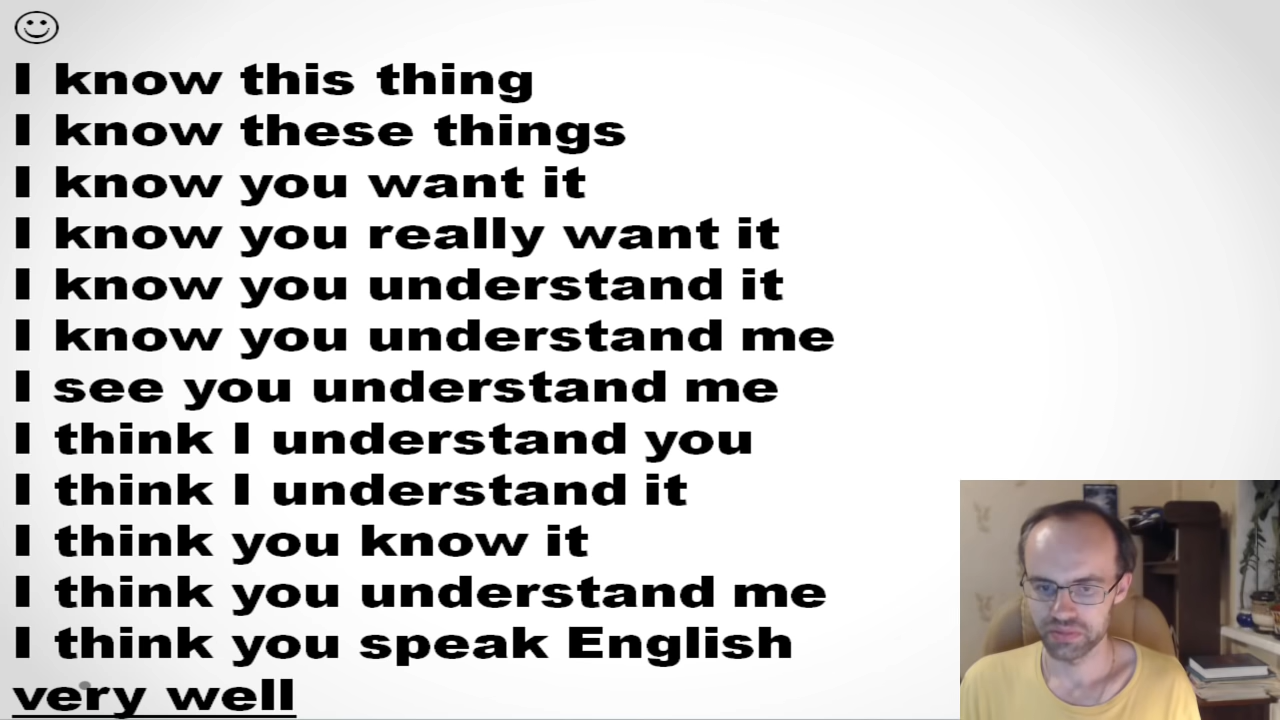 I know this thing
I know these things
I know you want it
I know you really want it
I know you understand it
I know you understand me
I see you understand me
I think I understand you
I think I understand it
I think you know it
I think you understand me
I think you speak English
very well